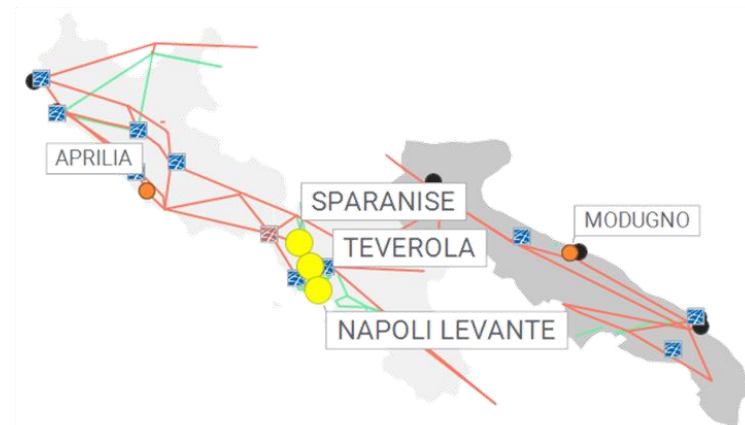 APRILIA
SPARANISE
MODUGNO
TEVEROLA
NAPOLI LEVANTE